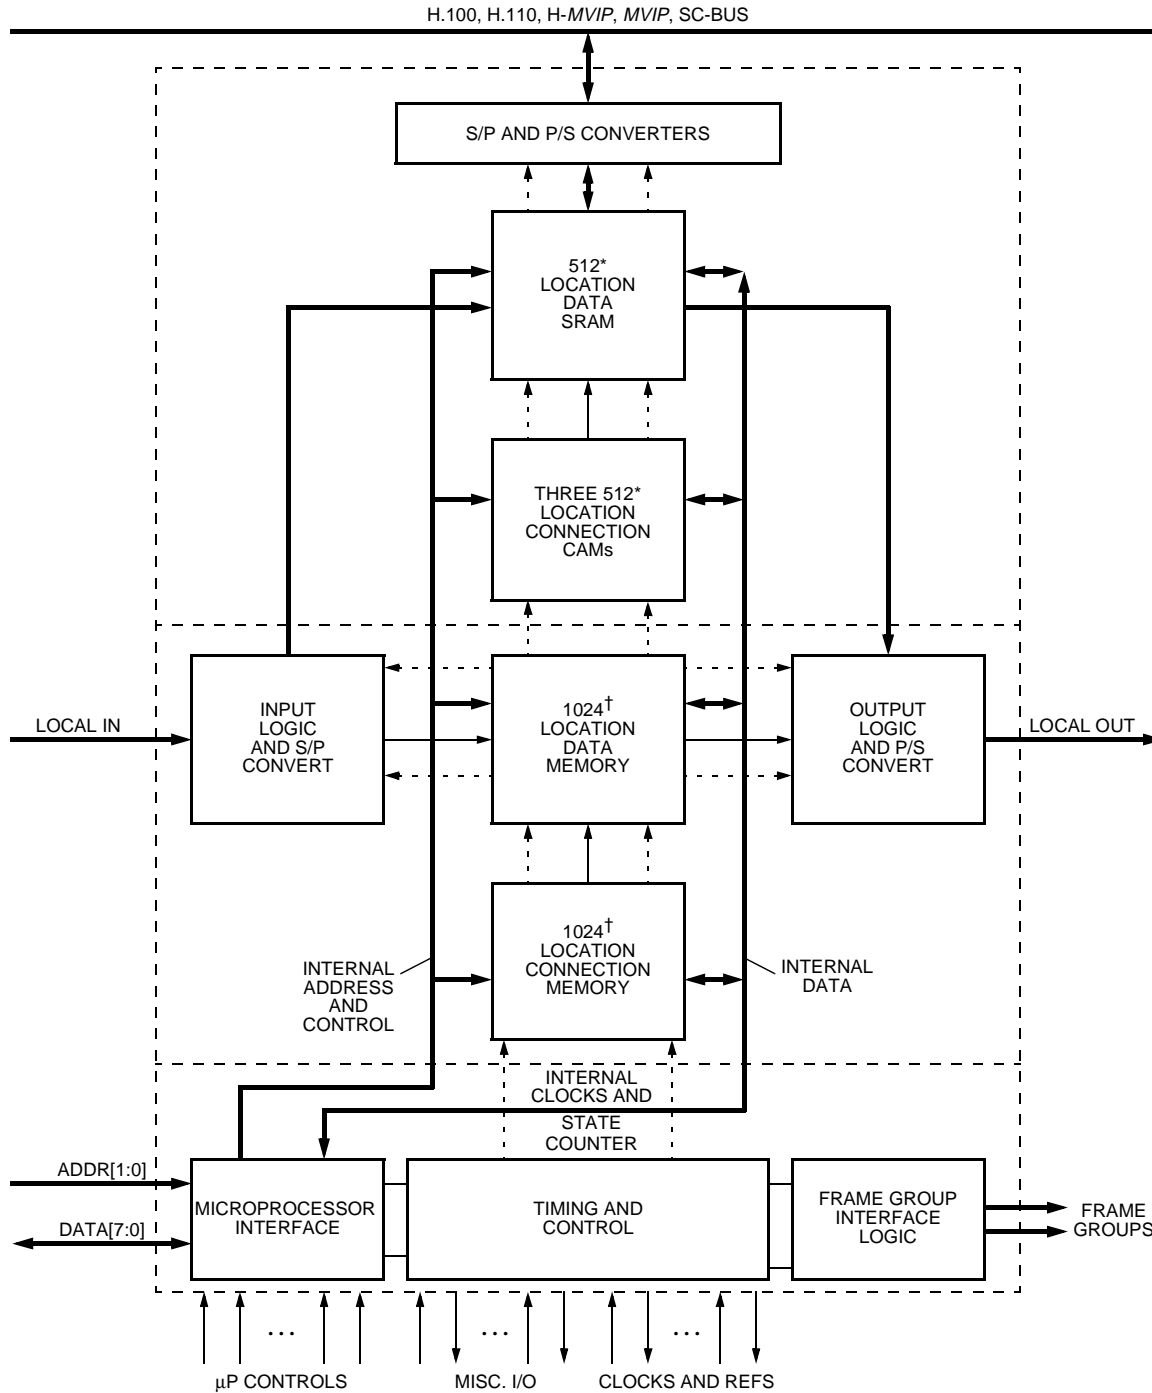 H.100, H.110, H-MVIP, MVIP, SC-BUS
S/P AND P/S CONVERTERS
512*
LOCATION
DATA
SRAM
THREE 512*
LOCATION
CONNECTION
CAMs
LOCAL IN
INPUT
LOGIC
AND S/P
CONVERT
1024†
LOCATION
DATA
MEMORY
OUTPUT
LOGIC
AND P/S
CONVERT
LOCAL OUT
1024†
LOCATION
CONNECTION
MEMORY
INTERNAL
ADDRESS
AND
CONTROL
INTERNAL
DATA
INTERNAL
CLOCKS AND
STATE
COUNTER
ADDR[1:0]
DATA[7:0]
MICROPROCESSOR
INTERFACE
TIMING AND
CONTROL
FRAME GROUP
INTERFACE
LOGIC
FRAME
GROUPS
...
...
...
µP CONTROLS
MISC. I/O
CLOCKS AND REFS